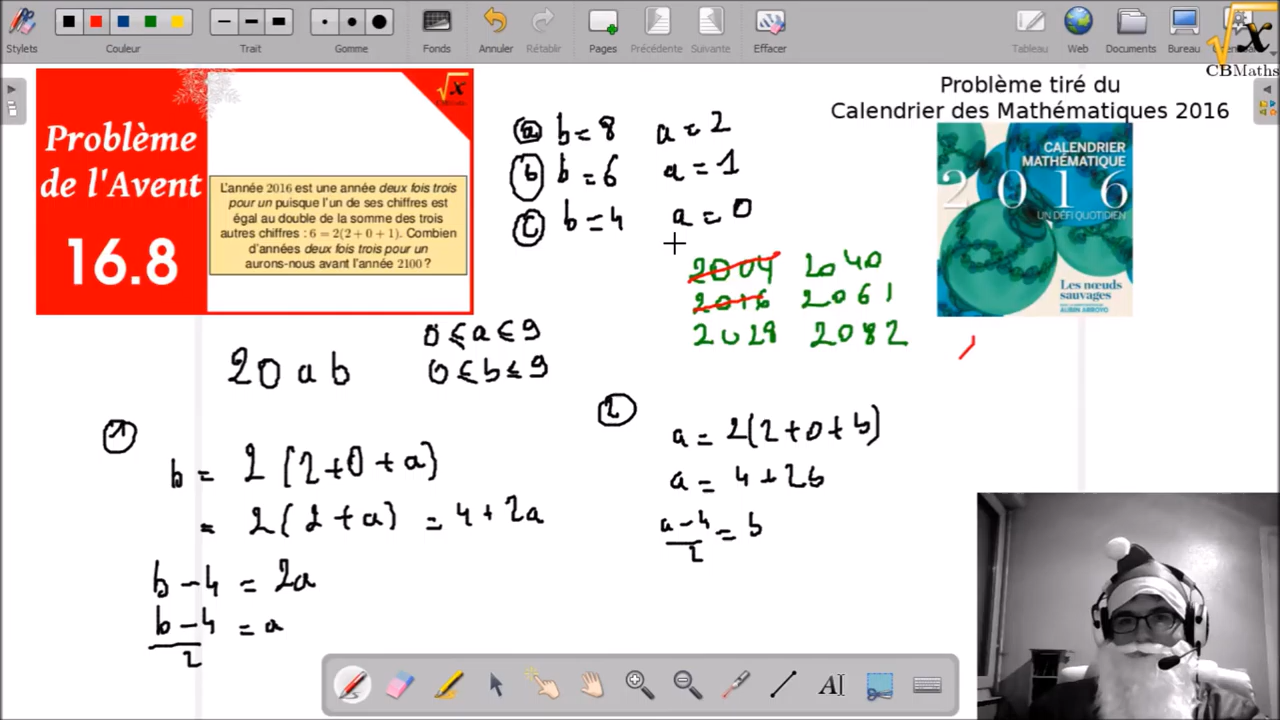 Stylets
Couleur
Trait
Gomme
Fonds
Annuler
Rétablir
Pages
Précédente
Suivante
Effacer
Tableau
Web
Documents
Bureau
√x
CBMaths
Problème
de l'Avent
16.8
√x
L'année 2016 est une année deux fois trois
pour un puisque l'un de ses chiffres est
égal au double de la somme des trois
autres chiffres : 6 = 2(2 + 0 + 1). Combien
d'années deux fois trois pour un
aurons-nous avant l'année 2100 ?
ⓐ b = 8 a = 2
ⓑ b = 6 a = 1
ⓒ b = 4 a = 0
2004 2040
2016 2061
2028 2082
Problème tiré du
Calendrier des Mathématiques 2016
CALENDRIER
MATHÉMATIQUE
2016
UN DÉFI QUOTIDIEN
Les nœuds
sauvages
AUBIN ARROYO
20ab
0 ≤ a ≤ 9
0 ≤ b ≤ 9
①
b = 2(2+0+a)
= 2(2+a) = 4+2a
b-4 = 2a
b-4
2
= a
②
a = 2(2+0+b)
a = 4+2b
a-4
2
= b
AI